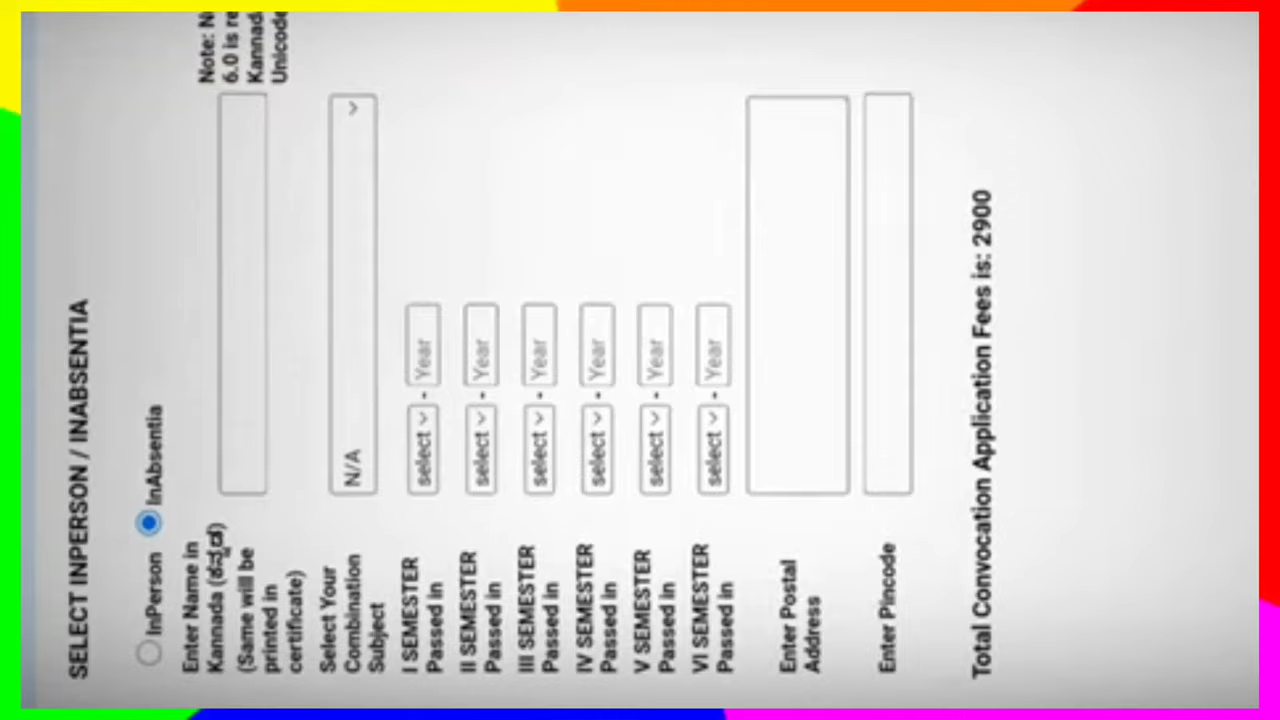 SELECT INPERSON / INABSENTIA
InPerson InAbsentia
Enter Name in
Kannada (ಕನ್ನಡ)
(Same will be
printed in
certificate)
Note:
6.0 is
Kannada
Unicode
Select Your
Combination
Subject
N/A
I SEMESTER
Passed in
select - Year
II SEMESTER
Passed in
select - Year
III SEMESTER
Passed in
select - Year
IV SEMESTER
Passed in
select - Year
V SEMESTER
Passed in
select - Year
VI SEMESTER
Passed in
select - Year
Enter Postal
Address
Enter Pincode
Total Convocation Application Fees is: 2900